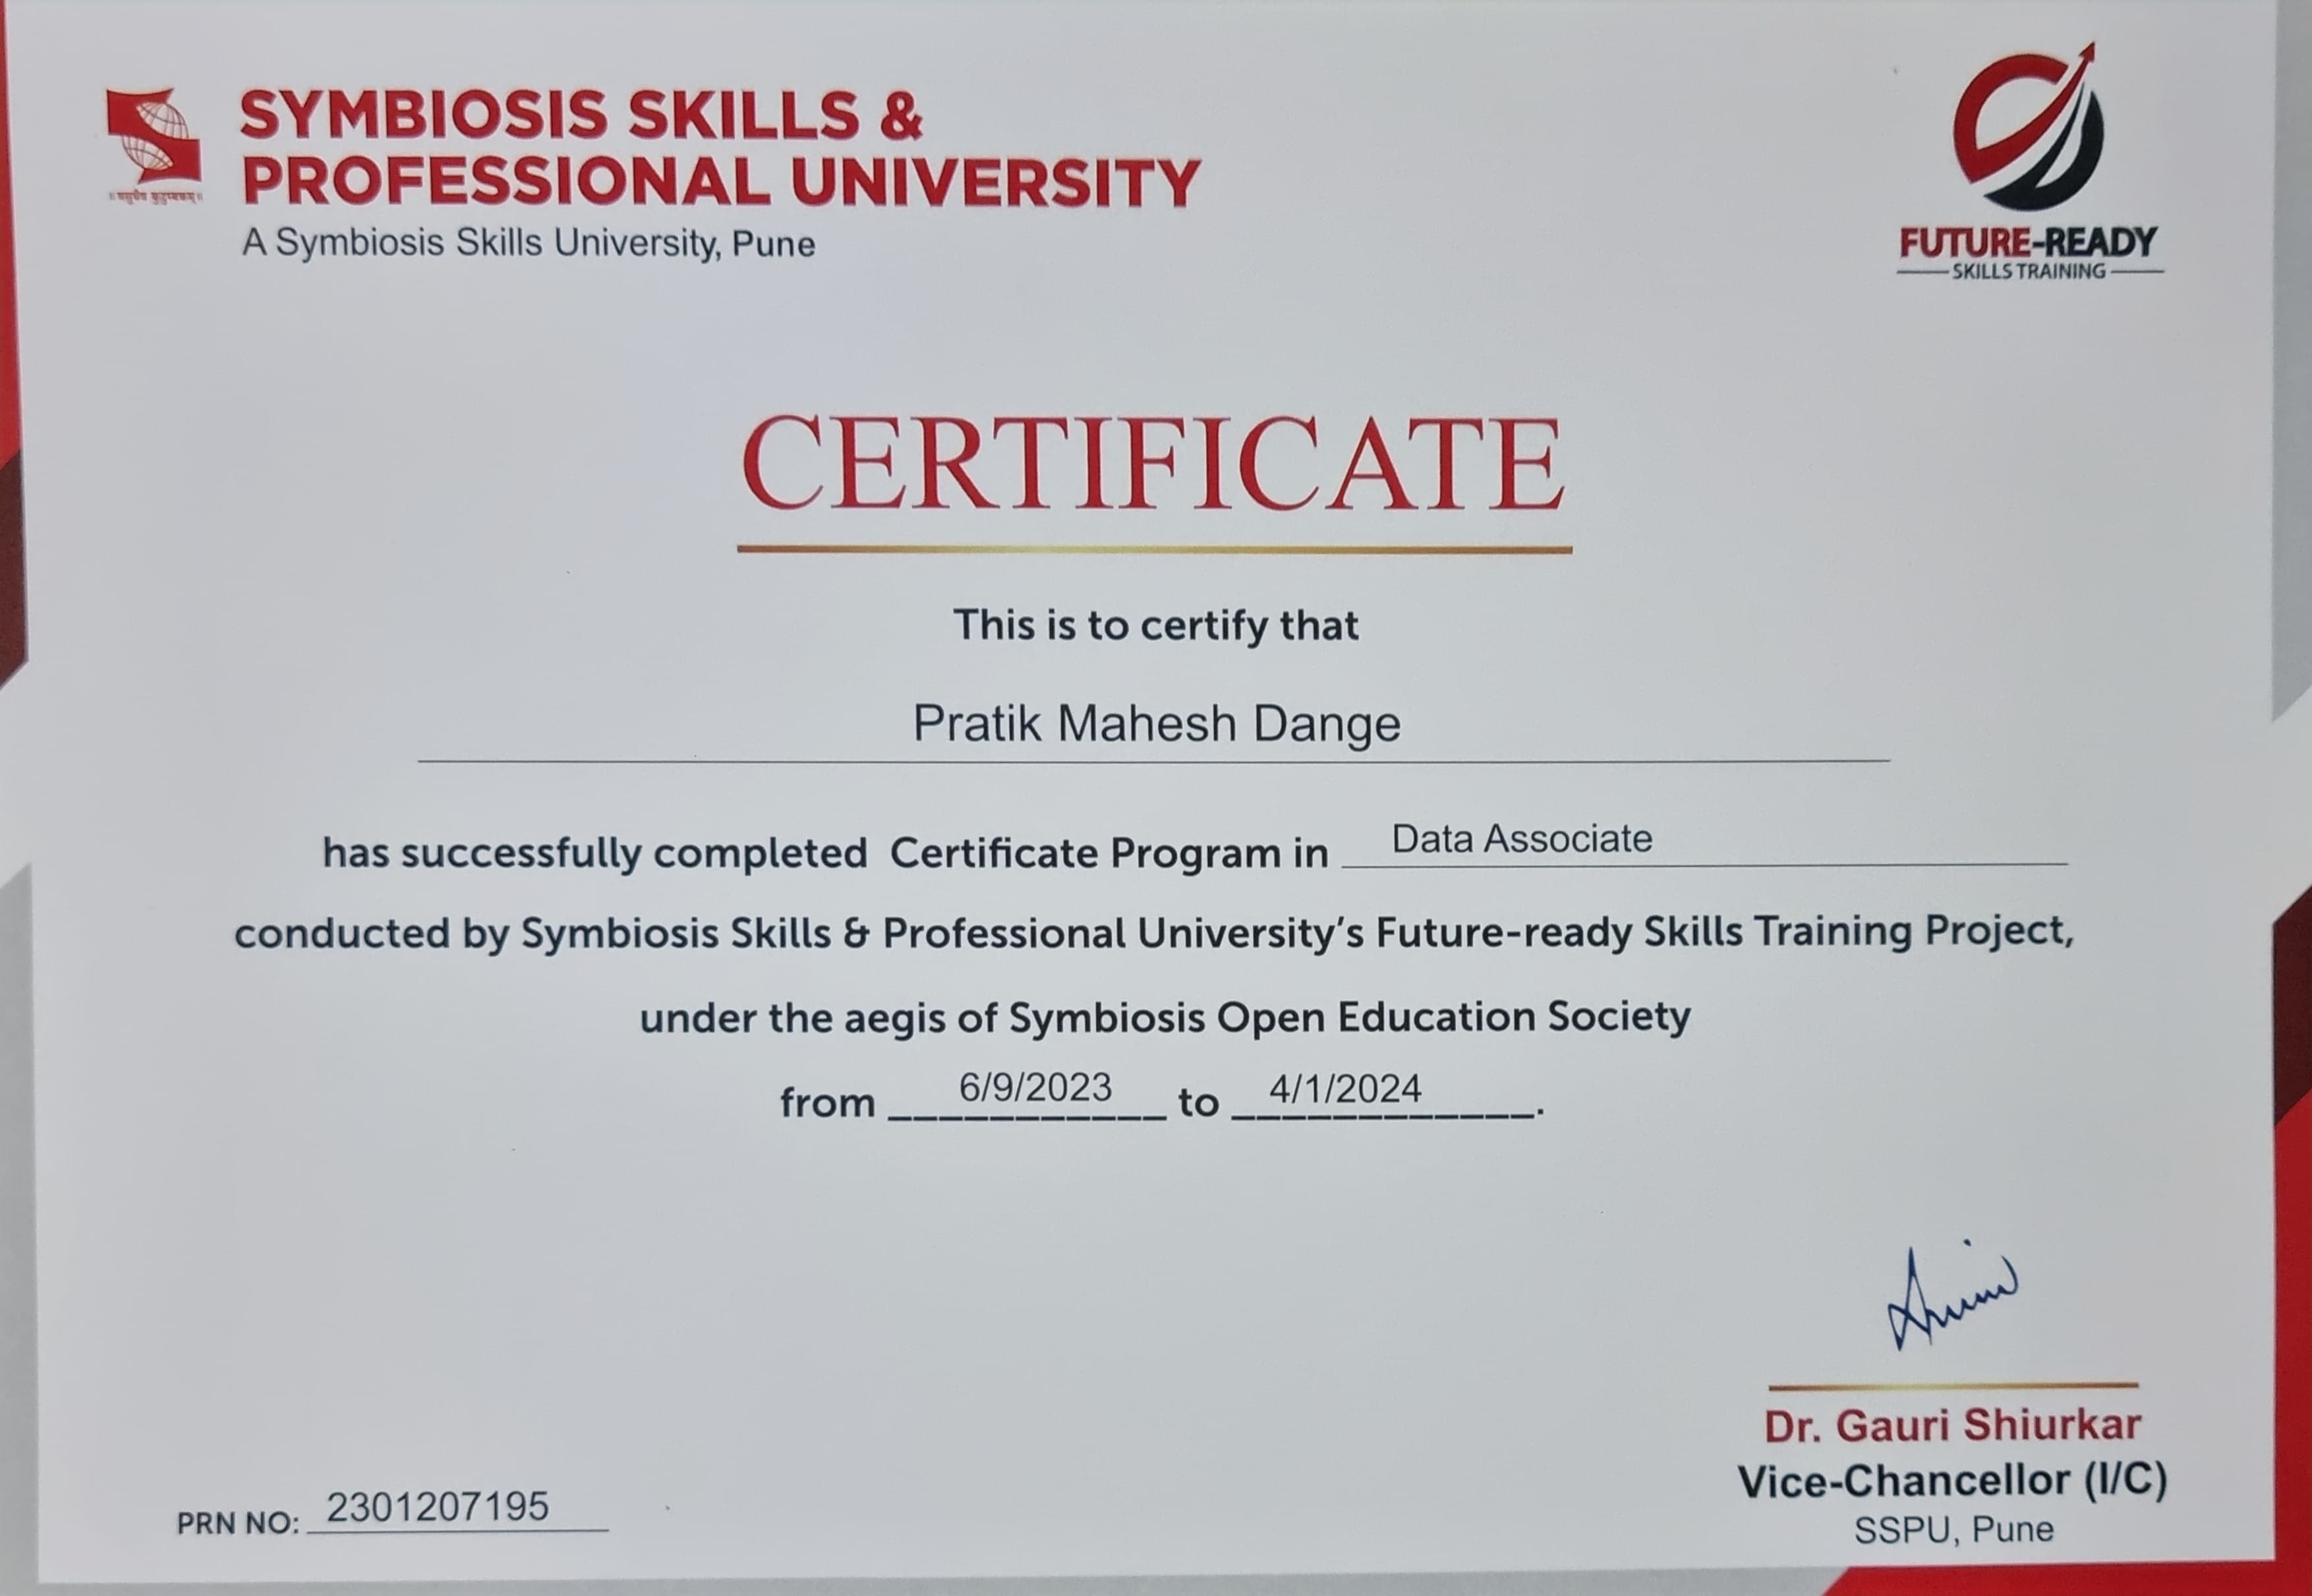 SYMBIOSIS SKILLS &
PROFESSIONAL UNIVERSITY
A Symbiosis Skills University, Pune
॥ वसुधैव कुटुम्बकम् ॥
FUTURE-READY
SKILLS TRAINING
CERTIFICATE
This is to certify that
Pratik Mahesh Dange
has successfully completed Certificate Program in Data Associate
conducted by Symbiosis Skills & Professional University's Future-ready Skills Training Project,
under the aegis of Symbiosis Open Education Society
from 6/9/2023 to 4/1/2024.
Dr. Gauri Shiurkar
Vice-Chancellor (I/C)
SSPU, Pune
PRN NO: 2301207195